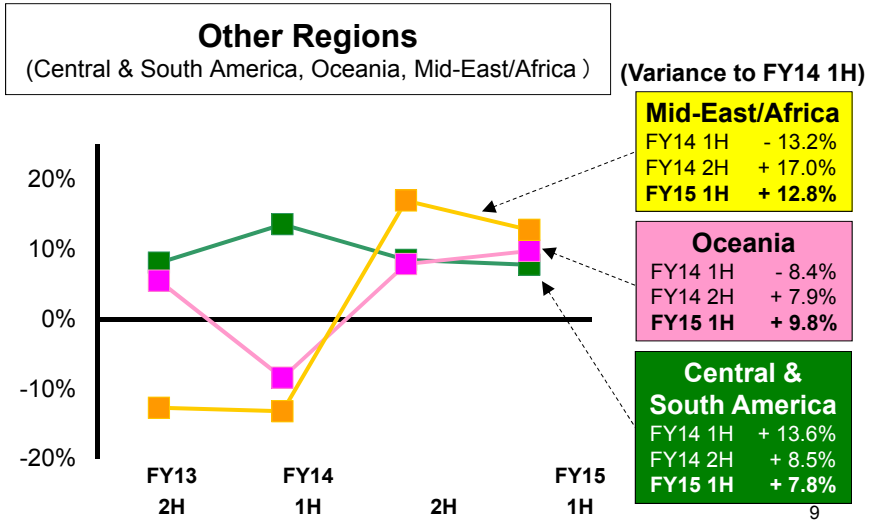 Other Regions
(Central & South America, Oceania, Mid-East/Africa）
(Variance to FY14 1H)
Mid-East/Africa
FY14 1H - 13.2%
FY14 2H + 17.0%
FY15 1H + 12.8%
Oceania
FY14 1H - 8.4%
FY14 2H + 7.9%
FY15 1H + 9.8%
Central &
South America
FY14 1H + 13.6%
FY14 2H + 8.5%
FY15 1H + 7.8%
20%
10%
0%
-10%
-20%
FY13 FY14 FY15
2H 1H 2H 1H
9